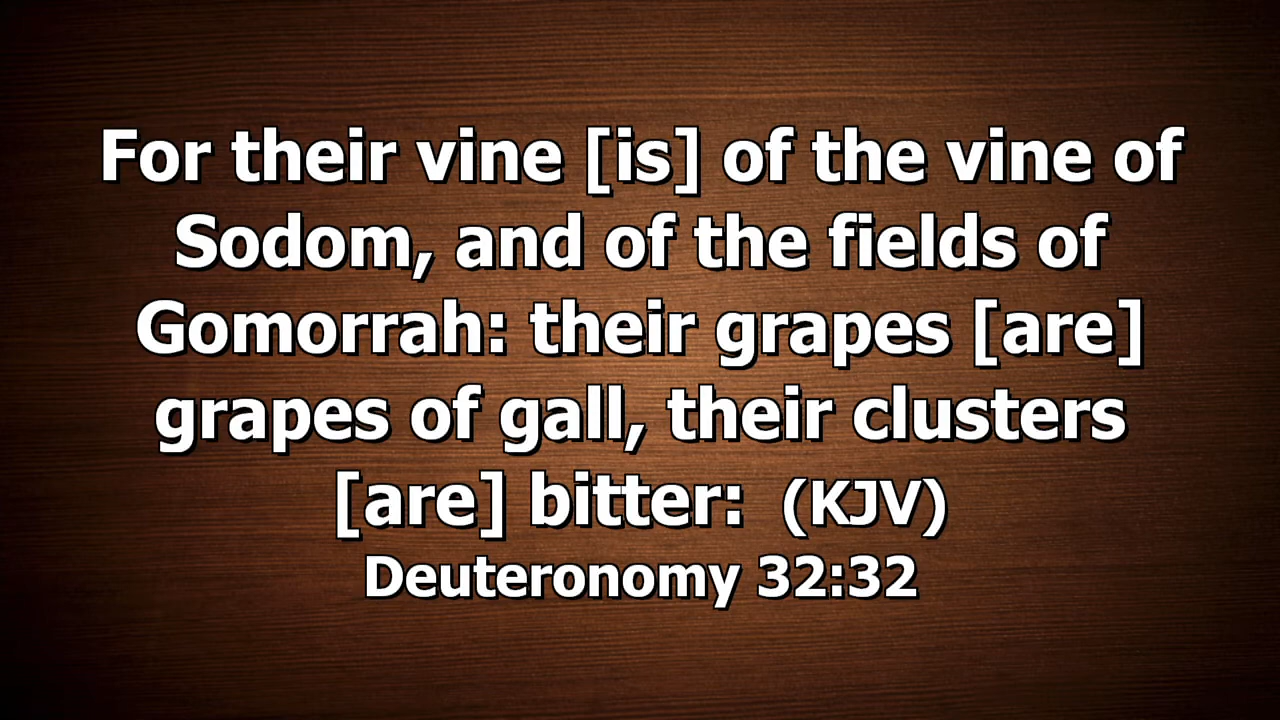 For their vine [is] of the vine of
Sodom, and of the fields of
Gomorrah: their grapes [are]
grapes of gall, their clusters
[are] bitter: (KJV)
Deuteronomy 32:32